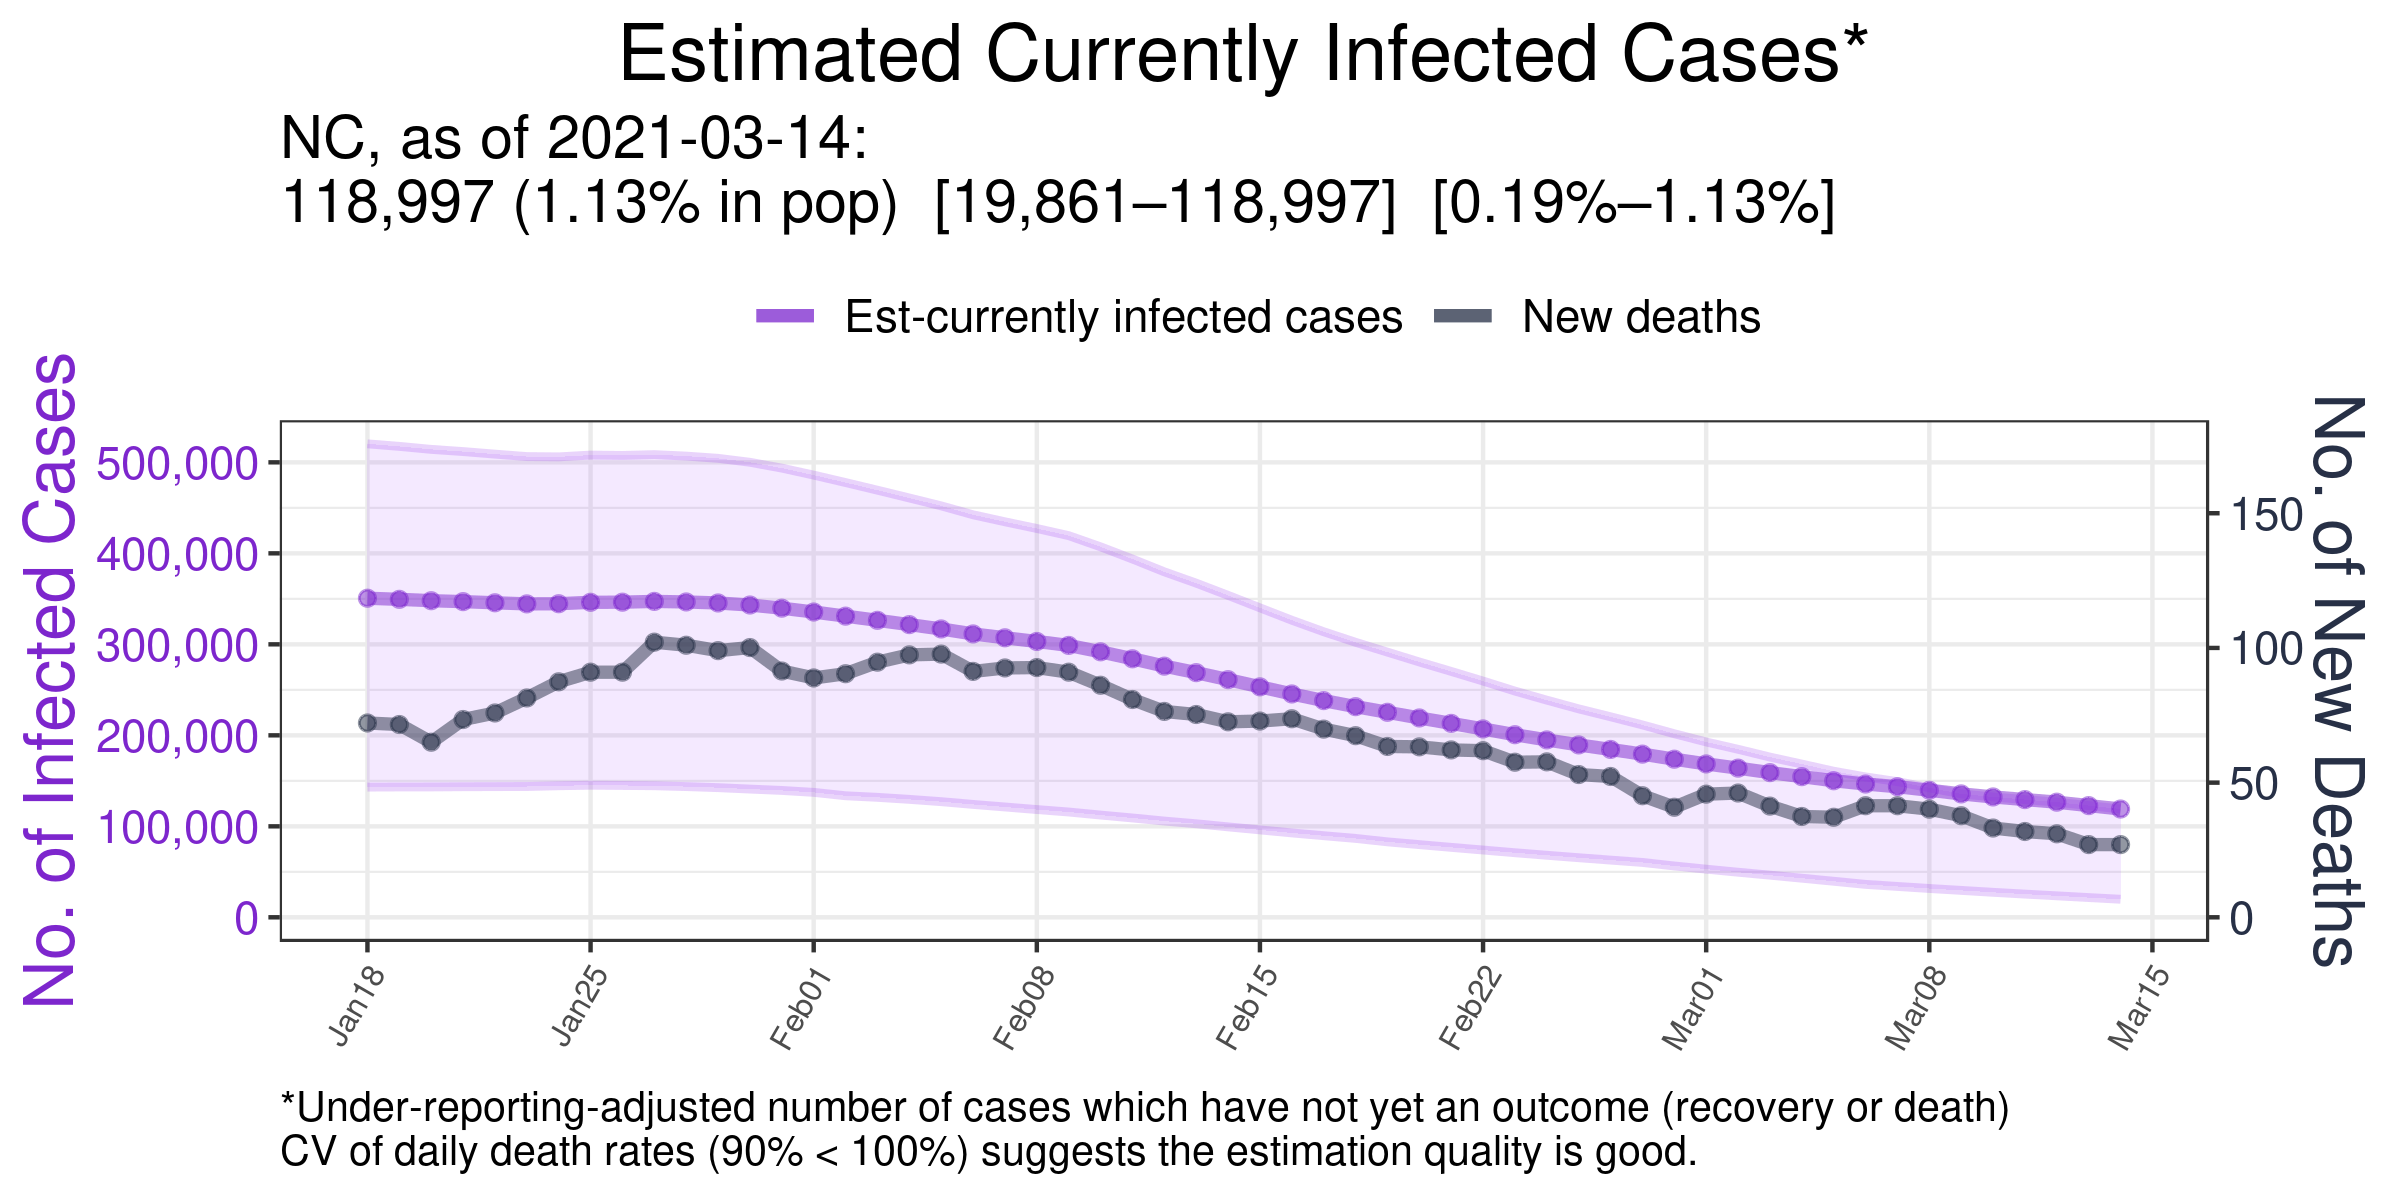 Estimated Currently Infected Cases*
NC, as of 2021-03-14:
118,997 (1.13% in pop) [19,861–118,997] [0.19%–1.13%]
Est-currently infected cases
New deaths
No. of Infected Cases
500,000
400,000
300,000
200,000
100,000
0
150
100
50
0
No. of New Deaths
Jan18
Jan25
Feb01
Feb08
Feb15
Feb22
Mar01
Mar08
Mar15
*Under-reporting-adjusted number of cases which have not yet an outcome (recovery or death)
CV of daily death rates (90% < 100%) suggests the estimation quality is good.